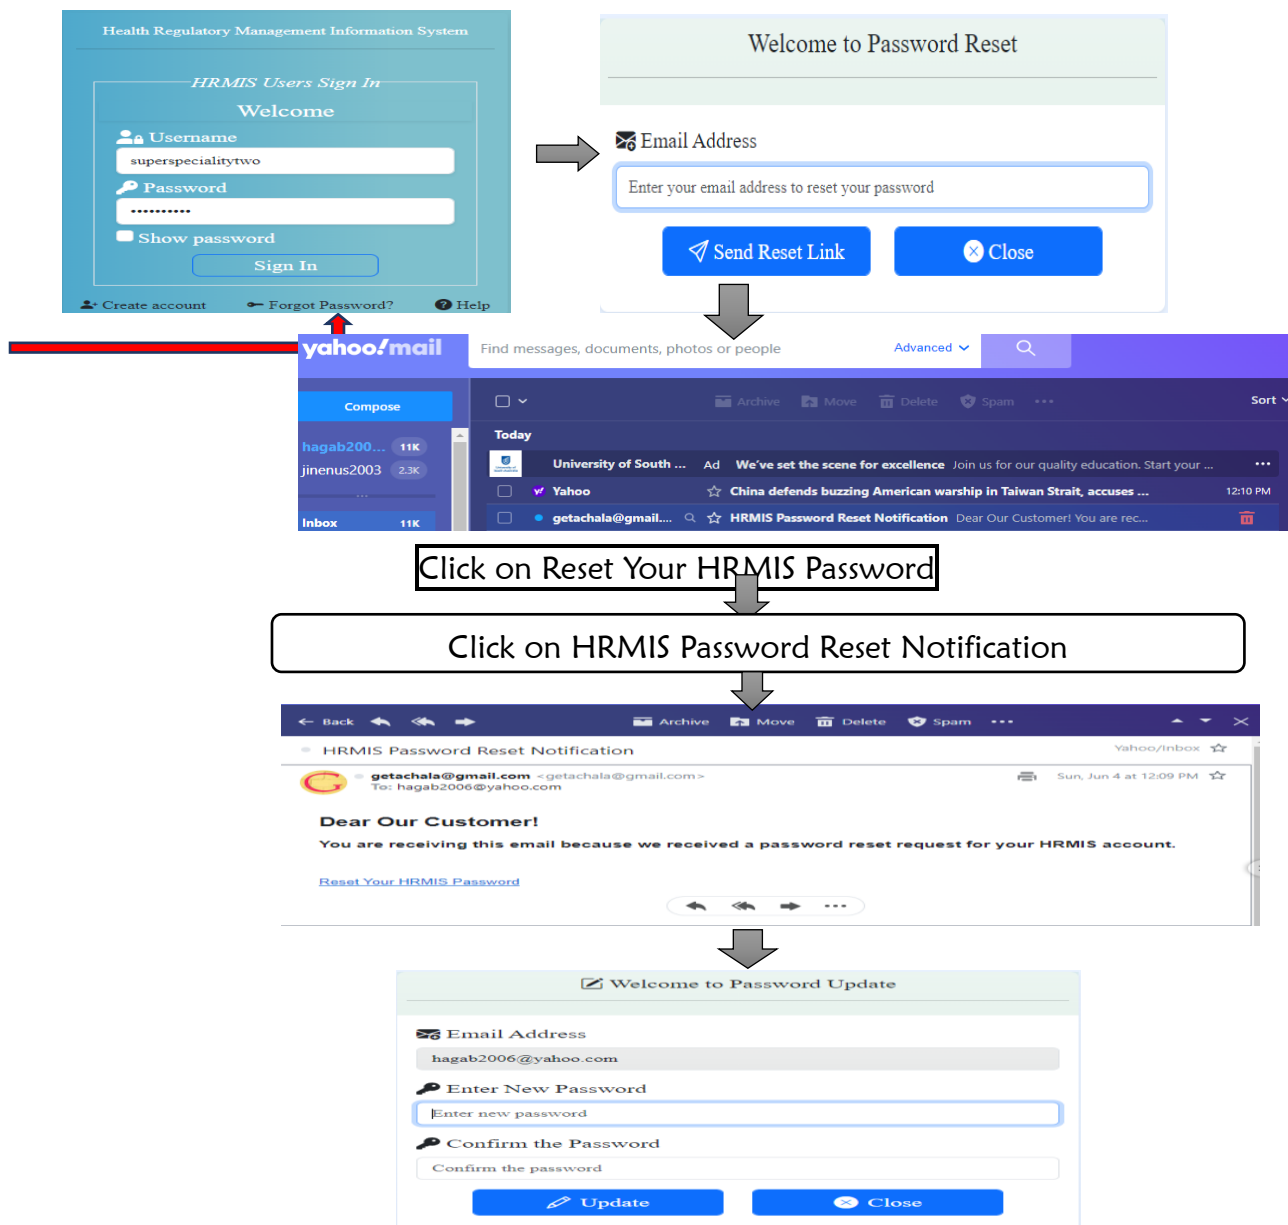 Health Regulatory Management Information System
HRMIS Users Sign In
Welcome
Username
superspecialitytwo
Password
••••••••••
Show password
Sign In
Create account Forgot Password? Help
Welcome to Password Reset
Email Address
Enter your email address to reset your password
Send Reset Link Close
yahoo!mail Find messages, documents, photos or people Advanced
Compose Archive Move Delete Spam ••• Sort
Today
hagab200... 11K
jinenus2003 2.3K
University of South ... Ad We've set the scene for excellence Join us for our quality education. Start your ... •••
Yahoo China defends buzzing American warship in Taiwan Strait, accuses ... 12:10 PM
Inbox 11K getachala@gmail.... HRMIS Password Reset Notification Dear Our Customer! You are rec...
Click on Reset Your HRMIS Password
Click on HRMIS Password Reset Notification
Back Archive Move Delete Spam •••
HRMIS Password Reset Notification Yahoo/Inbox
getachala@gmail.com <getachala@gmail.com> Sun, Jun 4 at 12:09 PM
To: hagab2006@yahoo.com
Dear Our Customer!
You are receiving this email because we received a password reset request for your HRMIS account.
Reset Your HRMIS Password
Welcome to Password Update
Email Address
hagab2006@yahoo.com
Enter New Password
Enter new password
Confirm the Password
Confirm the password
Update Close